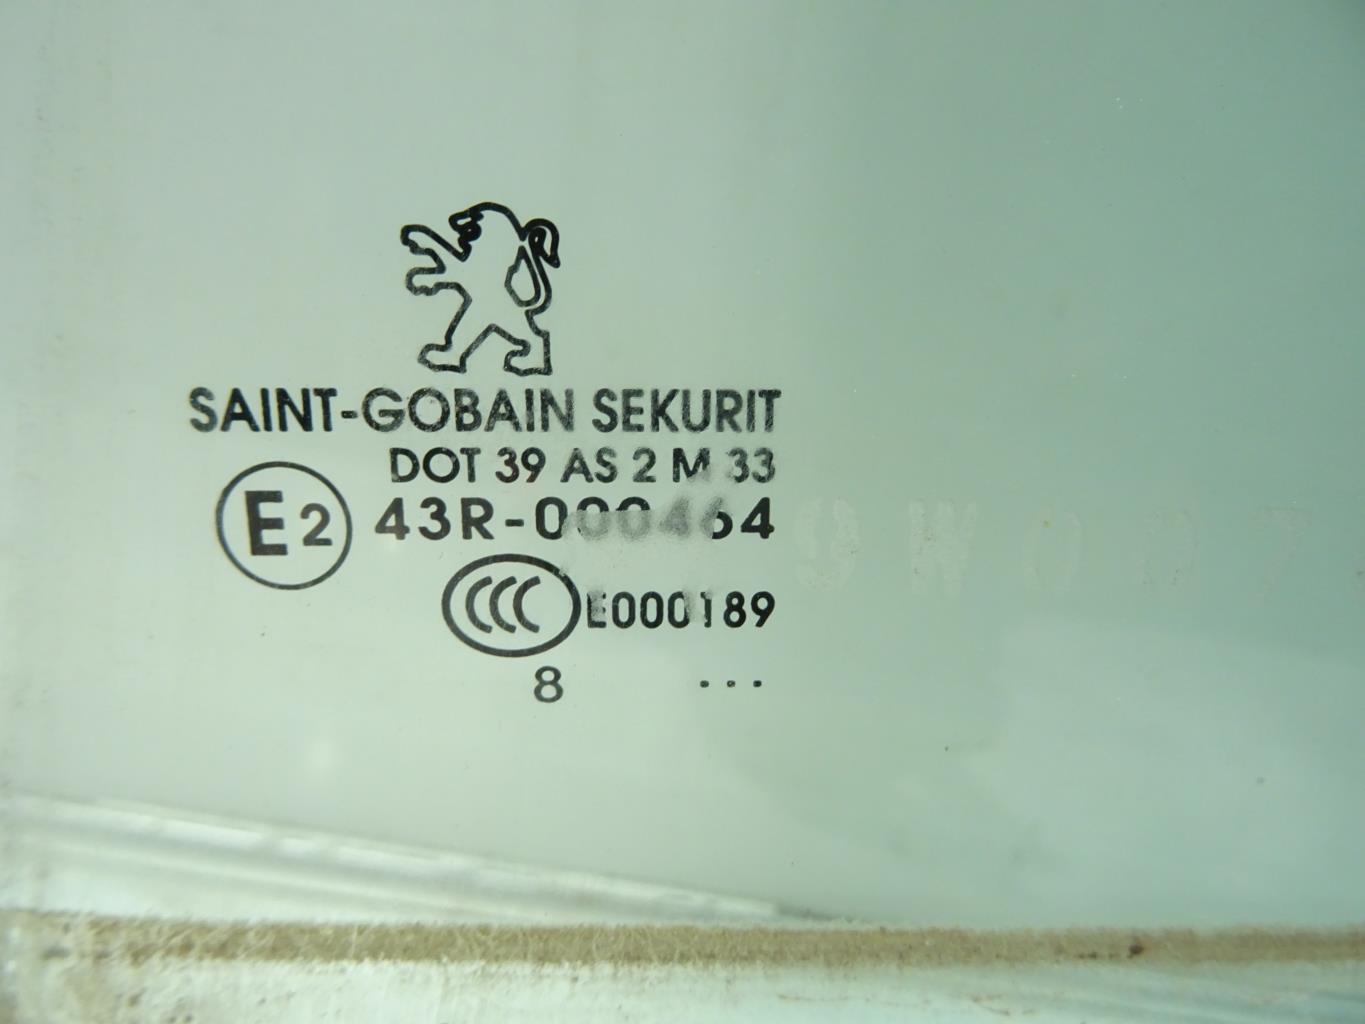 SAINT-GOBAIN SEKURIT
DOT 39 AS 2 M 33
E2 43R-000464
CCC E000189
8 ...